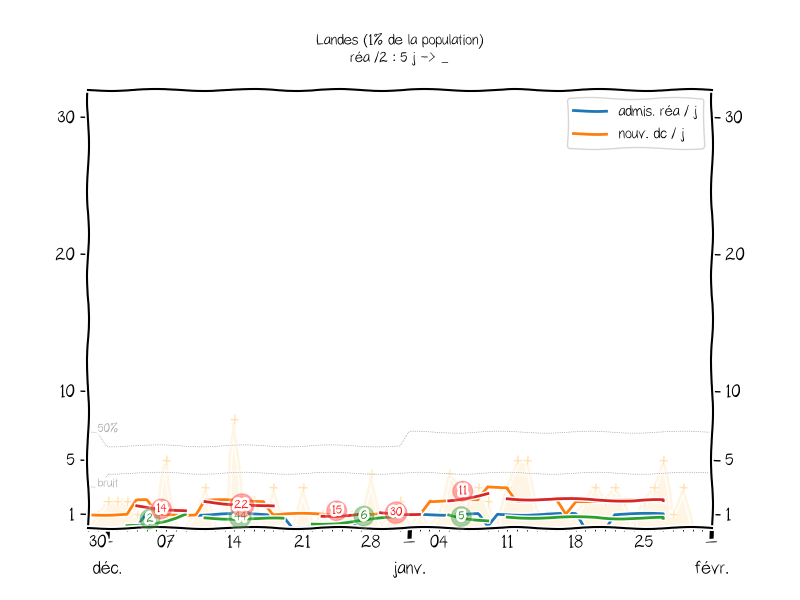 Landes (1% de la population)
réa /2 : 5 j -> _
admis. réa / j
nouv. dc / j
30 30
20 20
10 10
50%
5 5
bruit
1 1
2 14 22 44 15 6 30 11 5
30 07 14 21 28 04 11 18 25
déc. janv. févr.